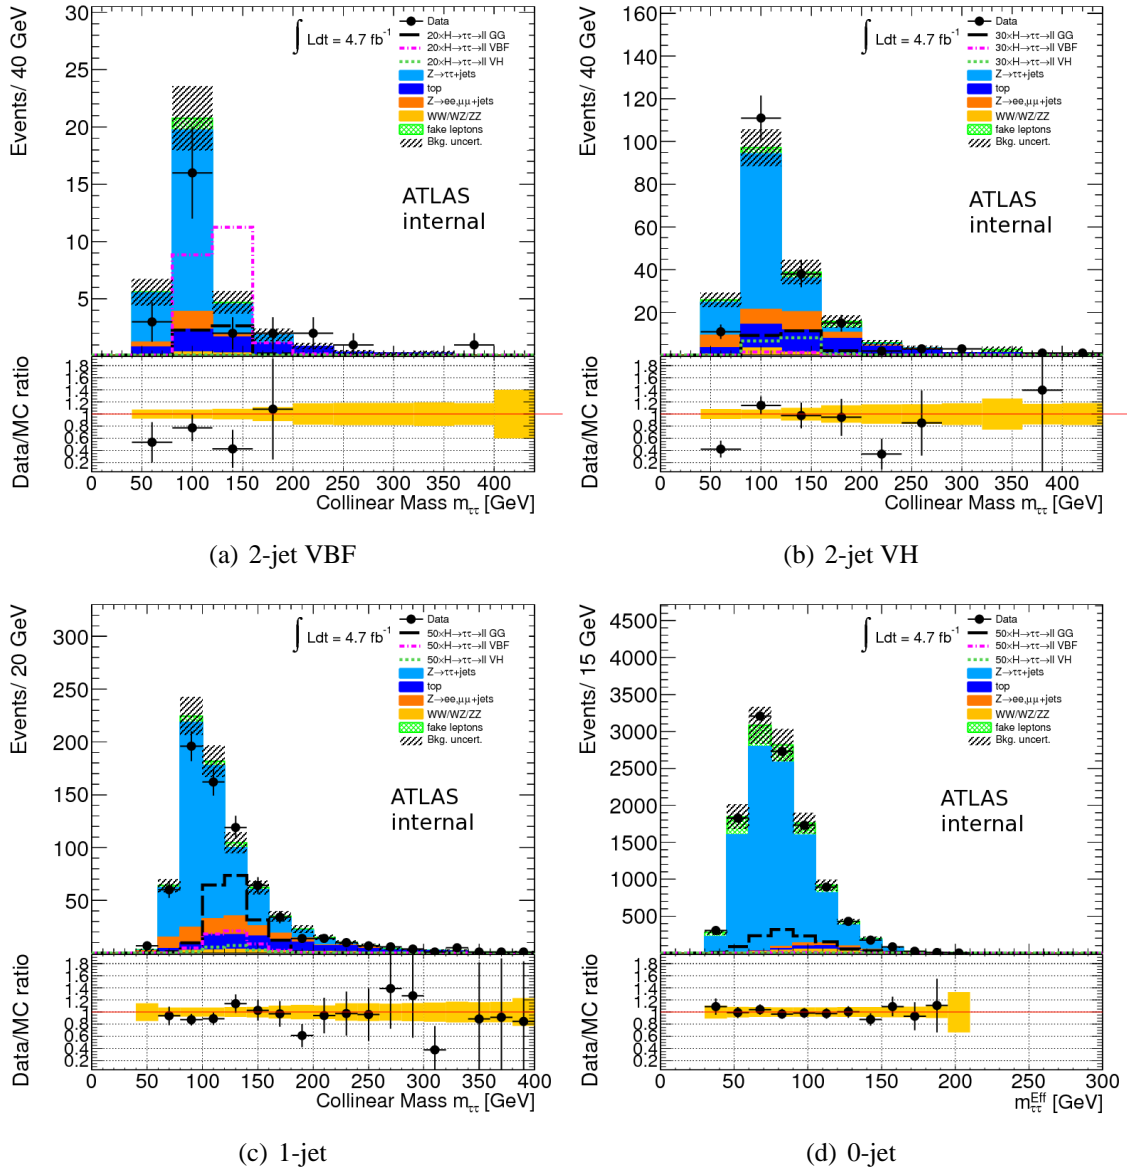 Events/ 40 GeV
30
25
20
15
10
5
∫ Ldt = 4.7 fb⁻¹
Data
20×H→ττ→ll GG
20×H→ττ→ll VBF
20×H→ττ→ll VH
Z→ττ+jets
top
Z→ee,μμ+jets
WW/WZ/ZZ
fake leptons
Bkg. uncert.
ATLAS
internal
Data/MC ratio
1.8
1.6
1.4
1.2
1
0.8
0.6
0.4
0.2
0 50 100 150 200 250 300 350 400
Collinear Mass mττ [GeV]
(a) 2-jet VBF
Events/ 40 GeV
160
140
120
100
80
60
40
20
∫ Ldt = 4.7 fb⁻¹
Data
30×H→ττ→ll GG
30×H→ττ→ll VBF
30×H→ττ→ll VH
Z→ττ+jets
top
Z→ee,μμ+jets
WW/WZ/ZZ
fake leptons
Bkg. uncert.
ATLAS
internal
Data/MC ratio
1.8
1.6
1.4
1.2
1
0.8
0.6
0.4
0.2
0 50 100 150 200 250 300 350 400
Collinear Mass mττ [GeV]
(b) 2-jet VH
Events/ 20 GeV
300
250
200
150
100
50
∫ Ldt = 4.7 fb⁻¹
Data
50×H→ττ→ll GG
50×H→ττ→ll VBF
50×H→ττ→ll VH
Z→ττ+jets
top
Z→ee,μμ+jets
WW/WZ/ZZ
fake leptons
Bkg. uncert.
ATLAS
internal
Data/MC ratio
1.8
1.6
1.4
1.2
1
0.8
0.6
0.4
0.2
0 50 100 150 200 250 300 350 400
Collinear Mass mττ [GeV]
(c) 1-jet
Events/ 15 GeV
4500
4000
3500
3000
2500
2000
1500
1000
500
∫ Ldt = 4.7 fb⁻¹
Data
50×H→ττ→ll GG
50×H→ττ→ll VBF
50×H→ττ→ll VH
Z→ττ+jets
top
Z→ee,μμ+jets
WW/WZ/ZZ
fake leptons
Bkg. uncert.
ATLAS
internal
Data/MC ratio
1.8
1.6
1.4
1.2
1
0.8
0.6
0.4
0.2
0 50 100 150 200 250 300
mττ^Eff [GeV]
(d) 0-jet